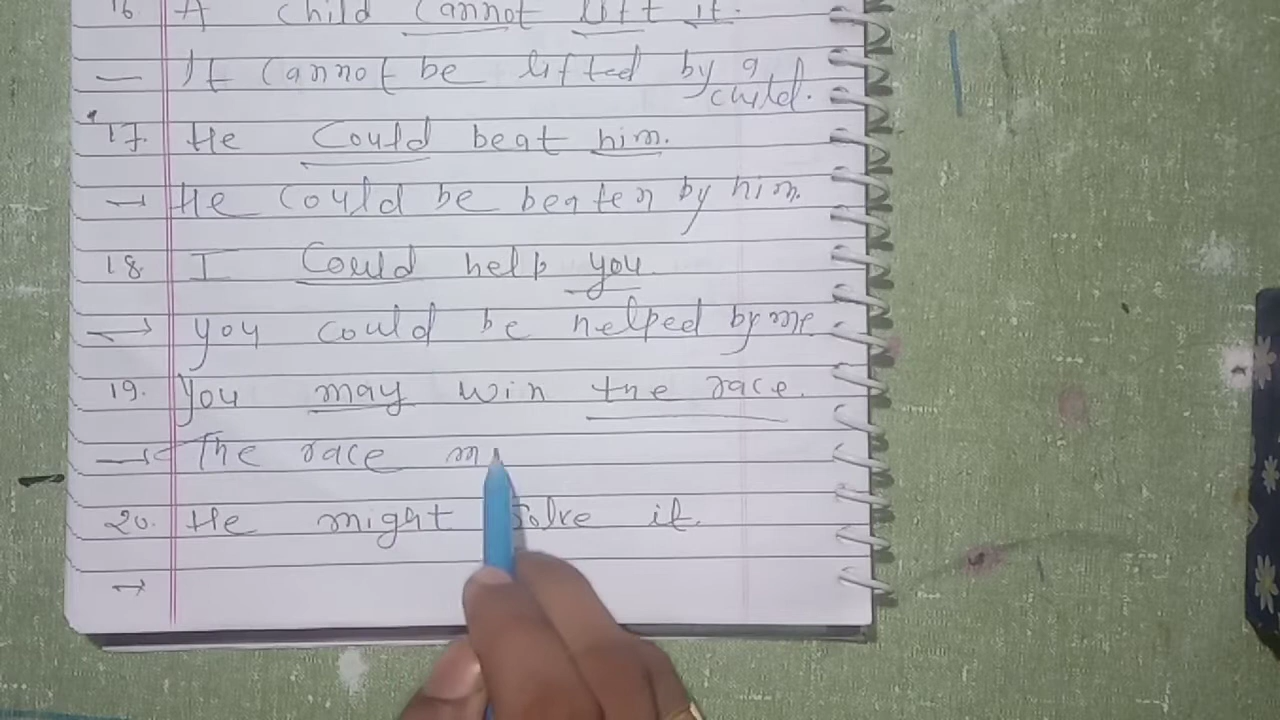 16 A child cannot lift it.
— It cannot be lifted by a
child.
17. He Could beat him.
→ He could be beaten by him.
18 I Could help you
→ you could be helped by me
19. You may win the race.
→ The race m
20. He might solve it.
→